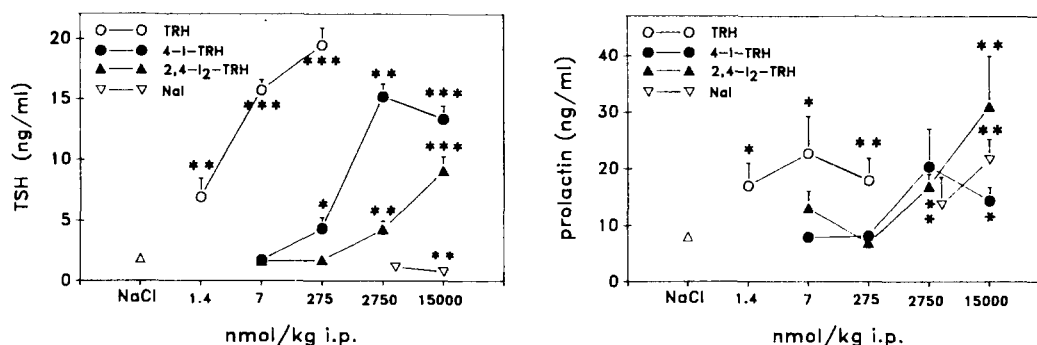 TSH (ng/ml)
20
15
10
5
0
TRH
4-I-TRH
2,4-I2-TRH
NaI
**
***
***
*
**
***
**
***
**
NaCl 1.4 7 275 2750 15000
nmol/kg i.p.
prolactin (ng/ml)
40
30
20
10
0
TRH
4-I-TRH
2,4-I2-TRH
NaI
*
*
**
**
**
*
*
*
NaCl 1.4 7 275 2750 15000
nmol/kg i.p.